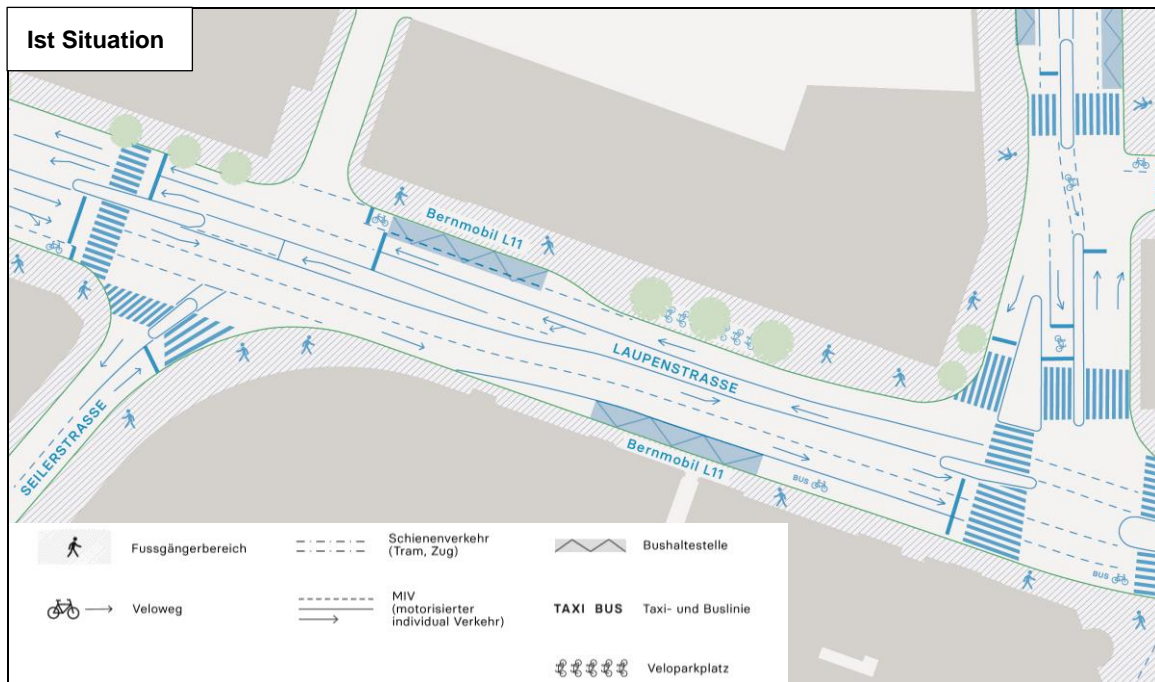 Ist Situation
Bernmobil L11
LAUPENSTRASSE
SEILERSTRASSE
Bernmobil L11
BUS
BUS
Fussgängerbereich
Schienenverkehr
(Tram, Zug)
Bushaltestelle
Veloweg
MIV
(motorisierter
individual Verkehr)
TAXI BUS
Taxi- und Buslinie
Veloparkplatz